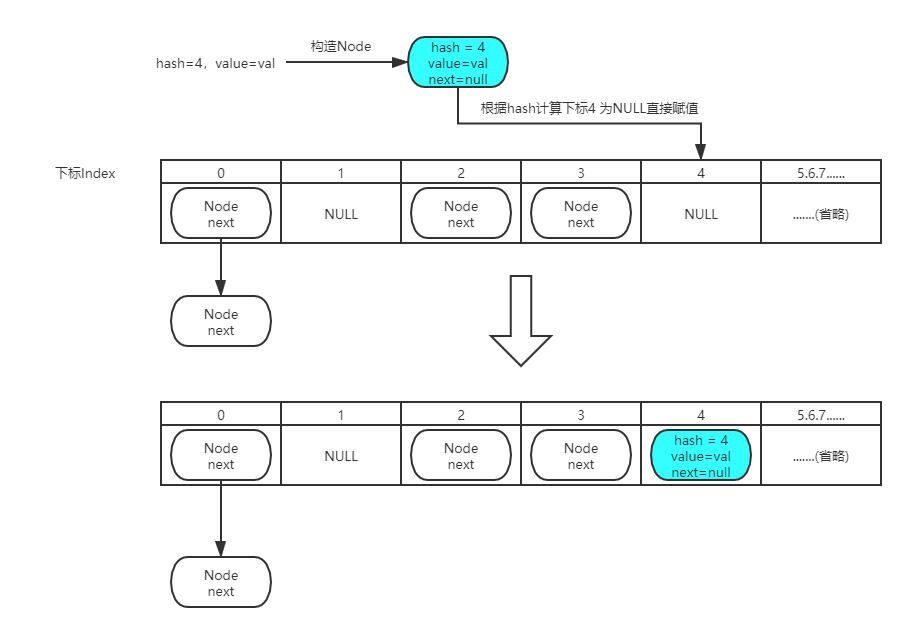 构造Node
hash=4，value=val
hash = 4
value=val
next=null
根据hash计算下标4 为NULL直接赋值
下标Index
0 1 2 3 4 5.6.7......
Node
next
NULL
Node
next
Node
next
NULL
.......(省略)
Node
next
0 1 2 3 4 5.6.7......
Node
next
NULL
Node
next
Node
next
hash = 4
value=val
next=null
.......(省略)
Node
next